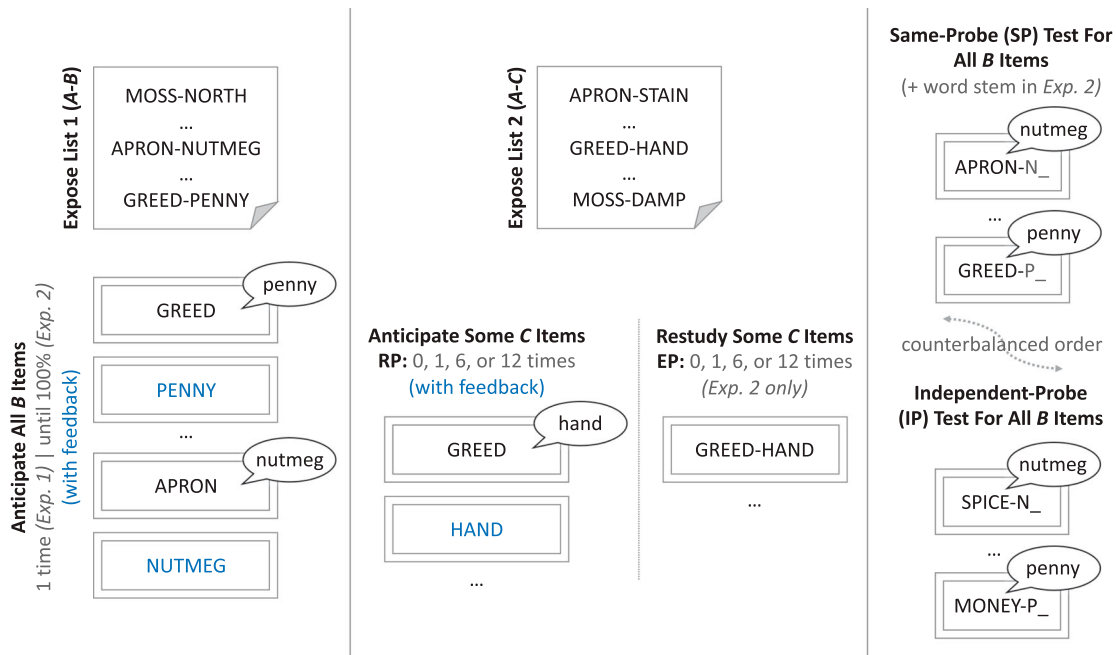 Expose List 1 (A-B)
MOSS-NORTH
...
APRON-NUTMEG
...
GREED-PENNY
Anticipate All B Items
1 time (Exp. 1) | until 100% (Exp. 2)
(with feedback)
penny
GREED
PENNY
...
nutmeg
APRON
NUTMEG
Expose List 2 (A-C)
APRON-STAIN
...
GREED-HAND
...
MOSS-DAMP
Anticipate Some C Items
RP: 0, 1, 6, or 12 times
(with feedback)
hand
GREED
HAND
...
Restudy Some C Items
EP: 0, 1, 6, or 12 times
(Exp. 2 only)
GREED-HAND
...
Same-Probe (SP) Test For
All B Items
(+ word stem in Exp. 2)
nutmeg
APRON-N_
...
penny
GREED-P_
counterbalanced order
Independent-Probe
(IP) Test For All B Items
nutmeg
SPICE-N_
...
penny
MONEY-P_